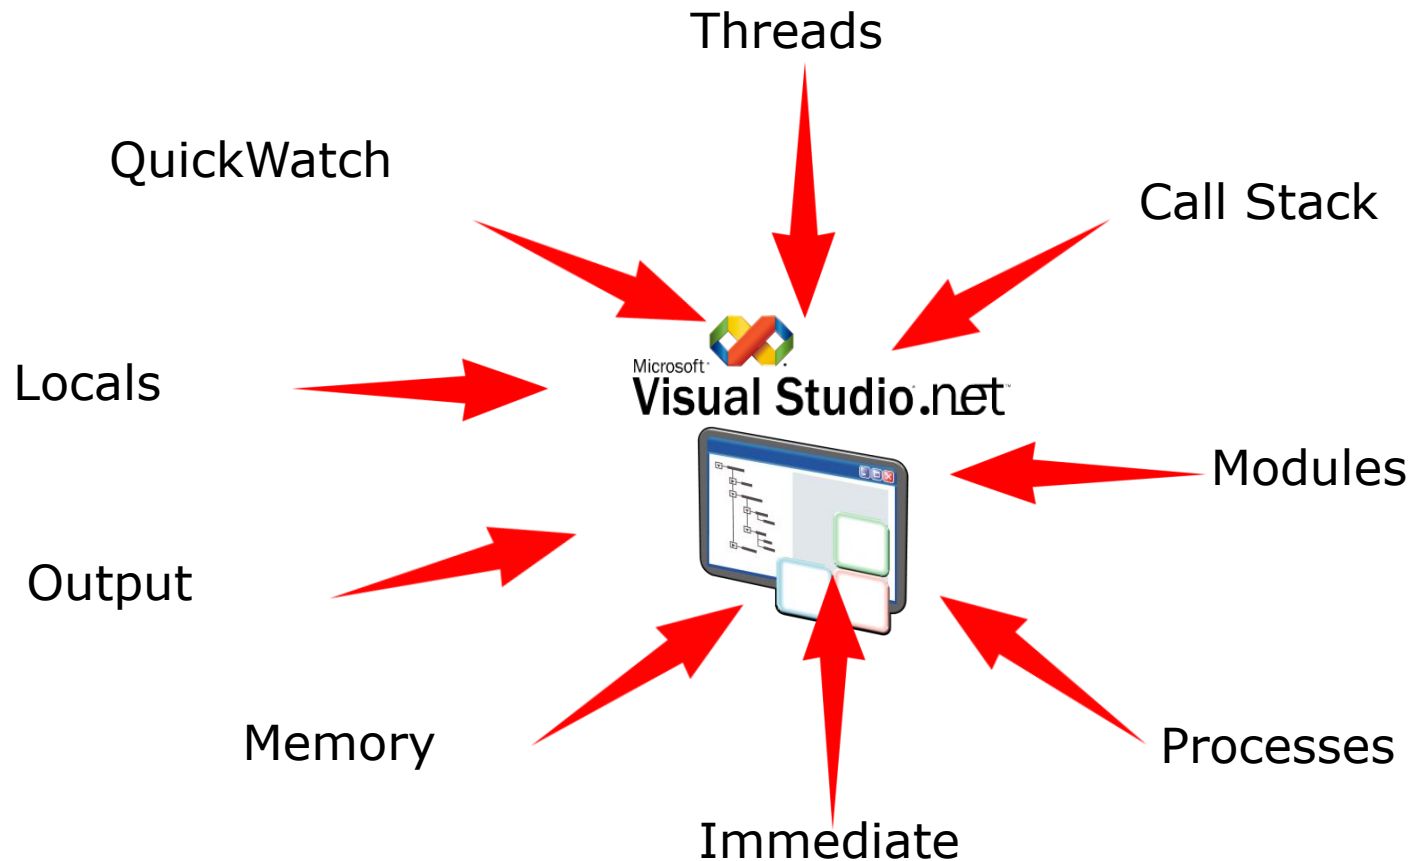 Threads
QuickWatch
Call Stack
Microsoft
Visual Studio.net
Locals
Modules
Output
Memory
Processes
Immediate